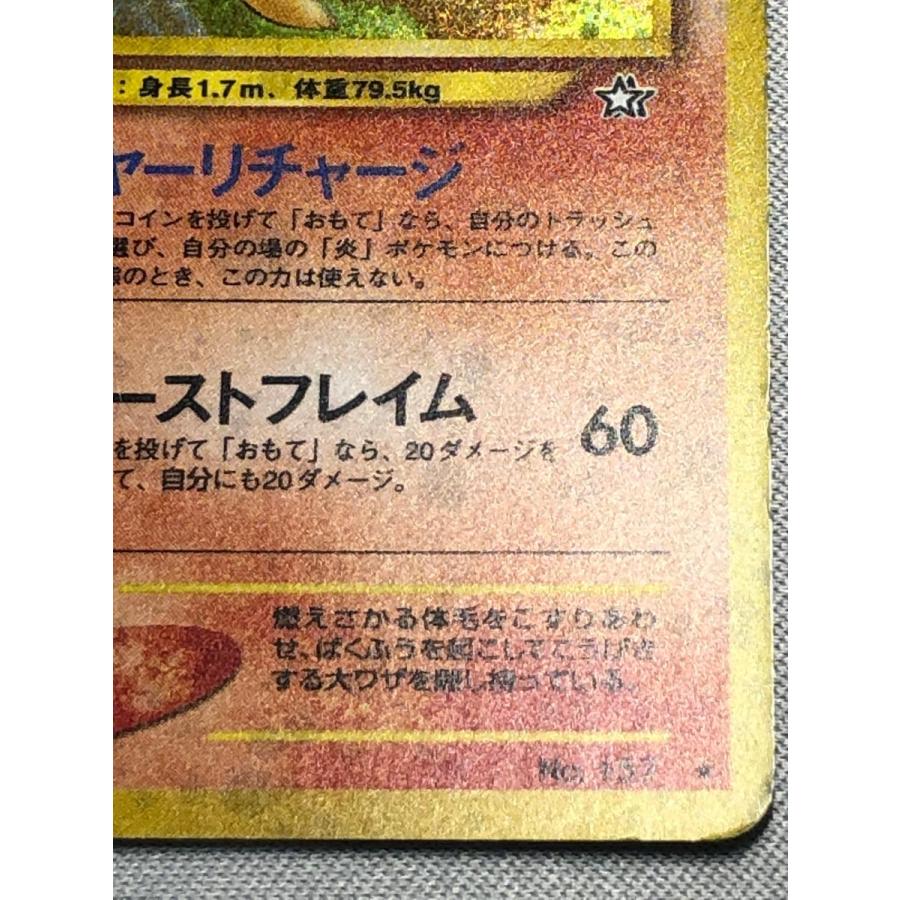 ：身長1.7m、体重79.5kg
ャーリチャージ
コインを投げて「おもて」なら、自分のトラッシュ
選び、自分の場の「炎」ポケモンにつける。この
態のとき、この力は使えない。
ーストフレイム
60
を投げて「おもて」なら、20ダメージを
て、自分にも20ダメージ。
燃えさかる体毛をこすりあわ
せ、ばくふうを起こしてこうげき
する大ワザを隠し持っている。
No. 157 ★